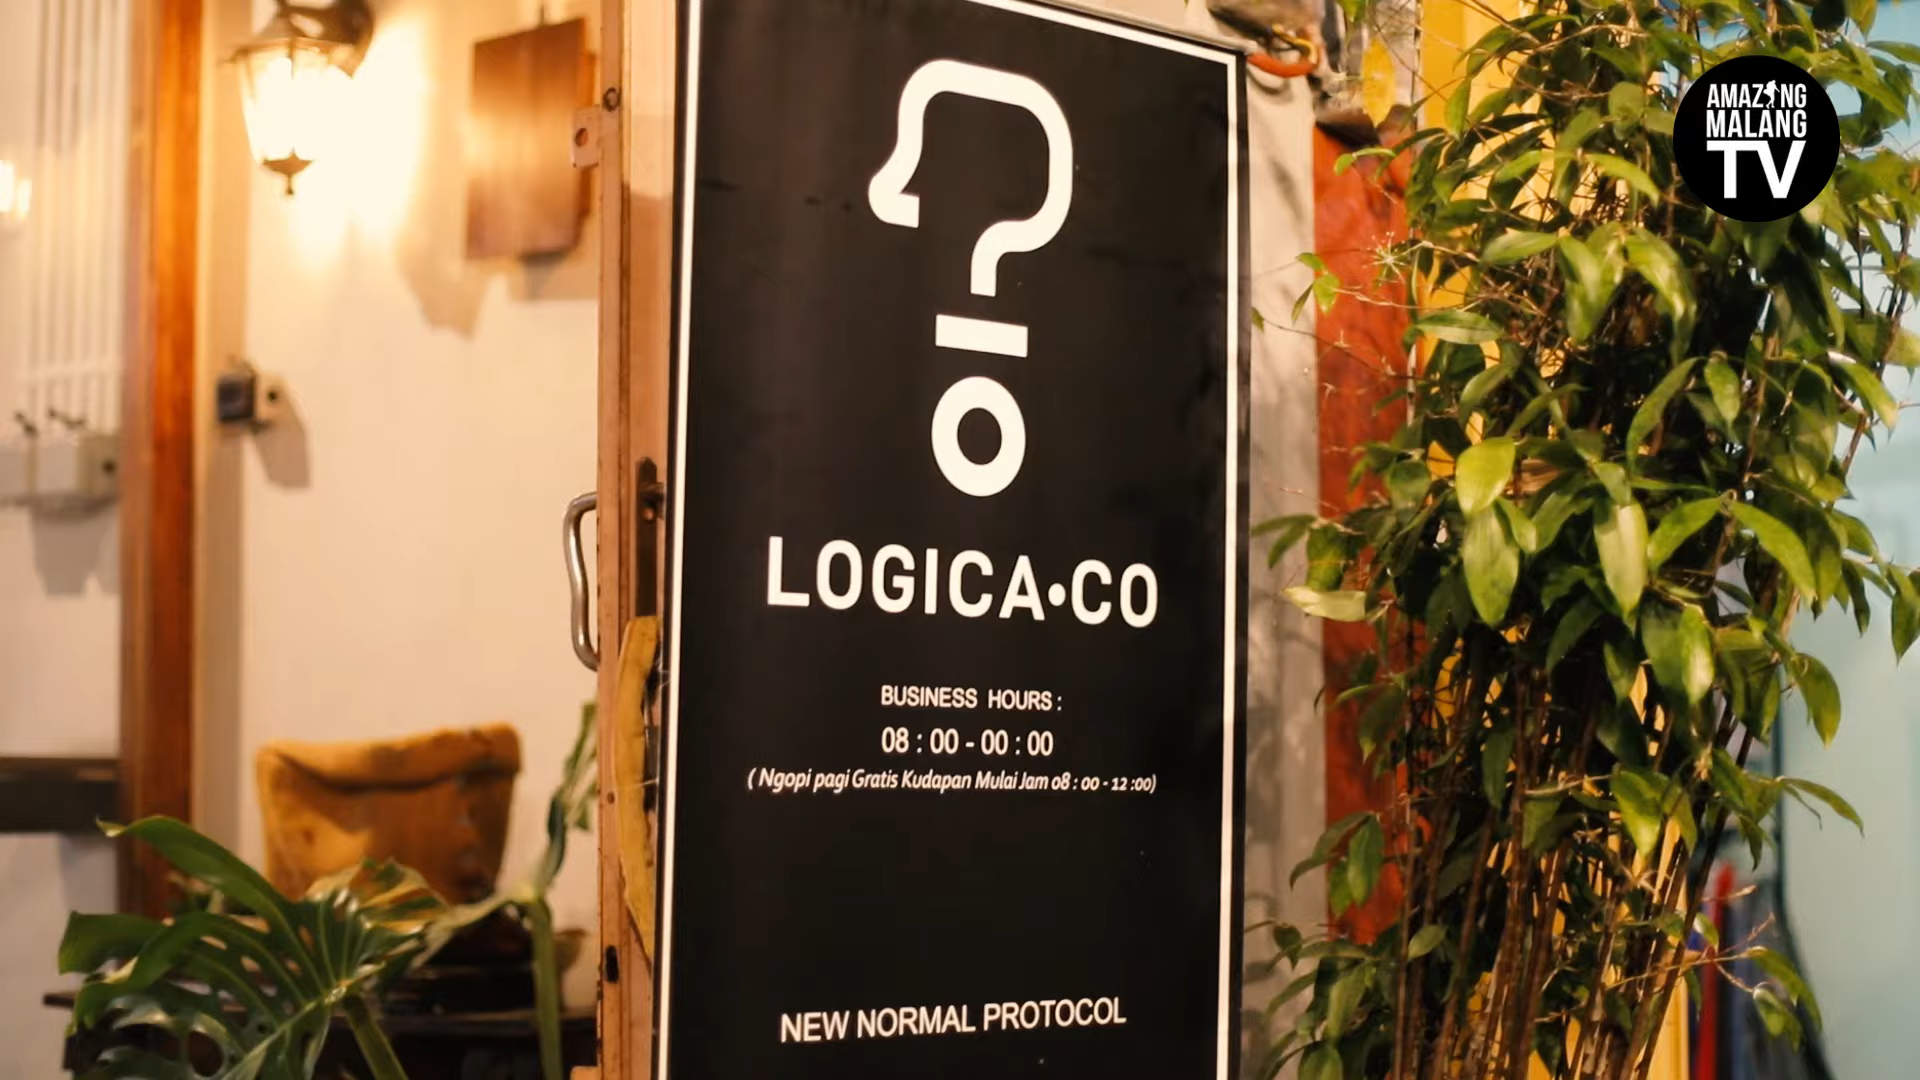 AMAZING
MALANG
TV
LOGICA•CO
BUSINESS HOURS :
08 : 00 - 00 : 00
( Ngopi pagi Gratis Kudapan Mulai Jam 08 : 00 - 12 :00)
NEW NORMAL PROTOCOL